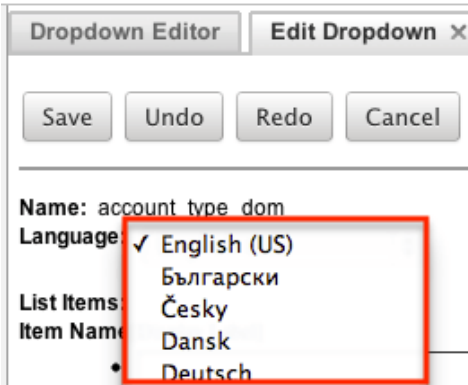 Dropdown Editor
Edit Dropdown ×
Save
Undo
Redo
Cancel
Name: account_type_dom
Language:
✓ English (US)
Български
Česky
Dansk
Deutsch
List Items:
Item Name